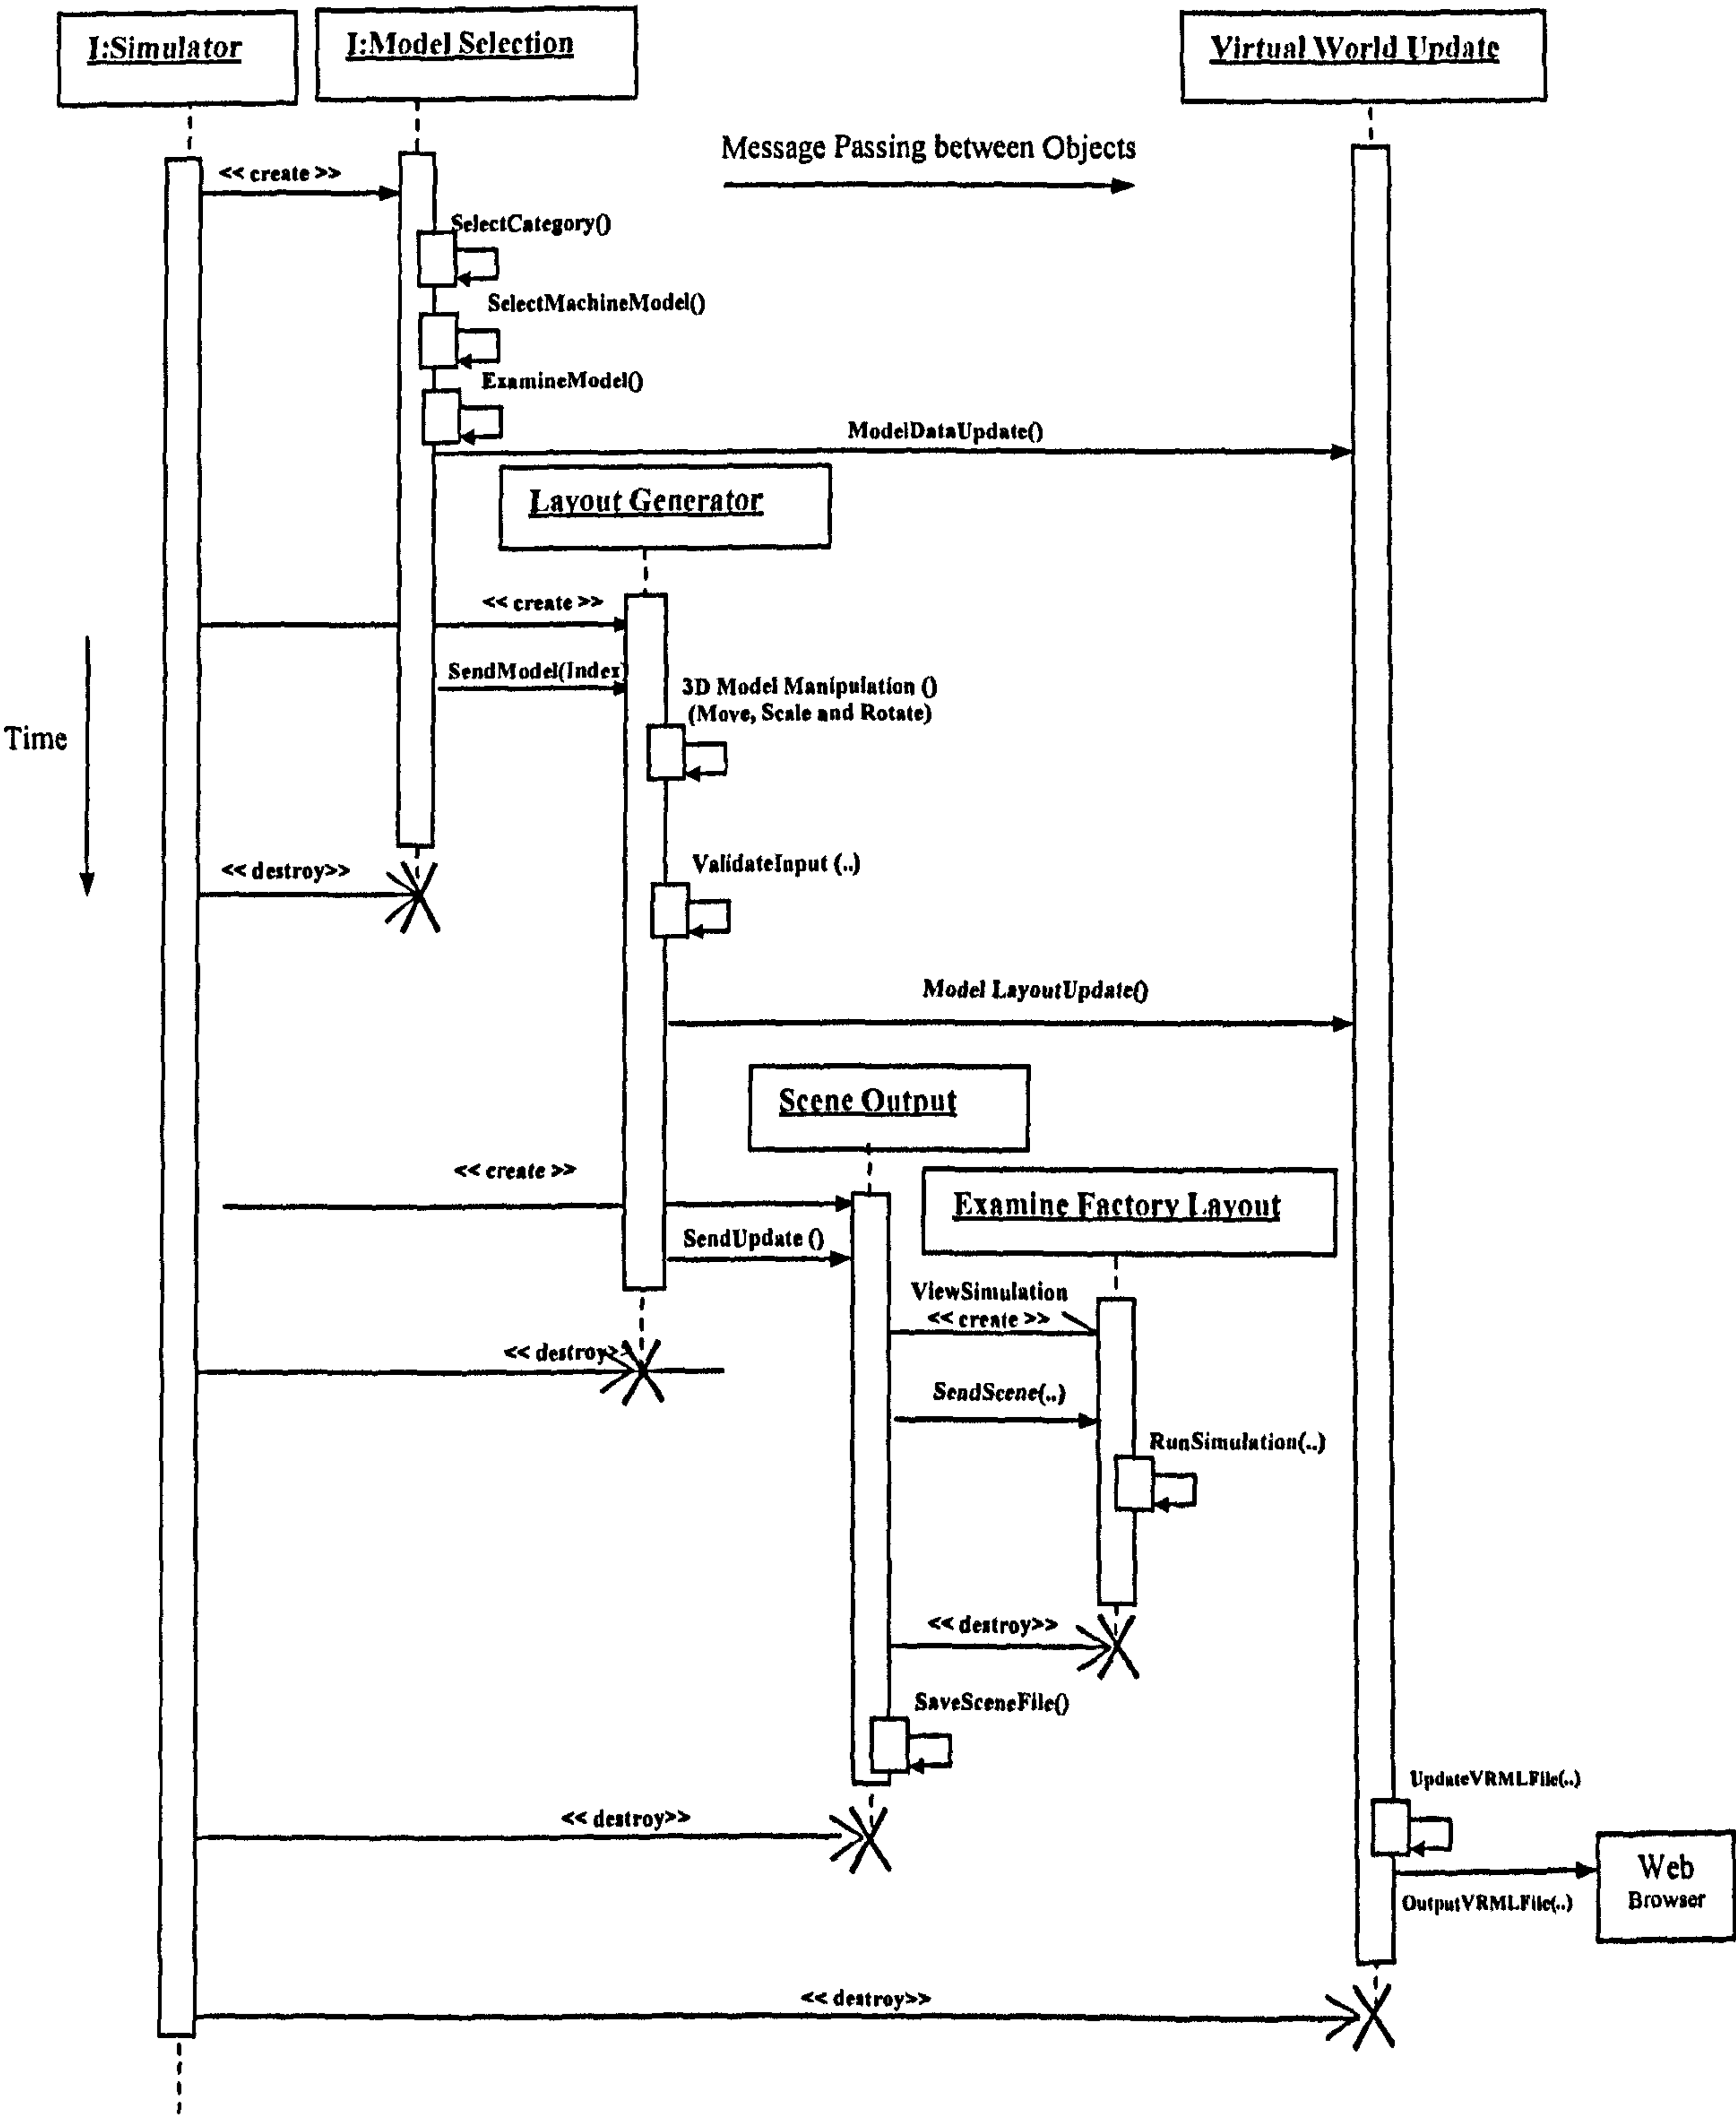 I:Simulator
I:Model Selection
Virtual World Update
Message Passing between Objects
<< create >>
SelectCategory()
SelectMachineModel()
ExamineModel()
ModelDataUpdate()
Layout Generator
<< create >>
SendModel(Index)
3D Model Manipulation ()
(Move, Scale and Rotate)
Time
ValidateInput (..)
<< destroy>>
Model LayoutUpdate()
Scene Output
<< create >>
Examine Factory Layout
SendUpdate ()
ViewSimulation
<< create >>
<< destroy>>
SendScene(..)
RunSimulation(..)
<< destroy>>
SaveSceneFile()
UpdateVRMLFile(..)
<< destroy>>
Web
Browser
OutputVRMLFile(..)
<< destroy>>